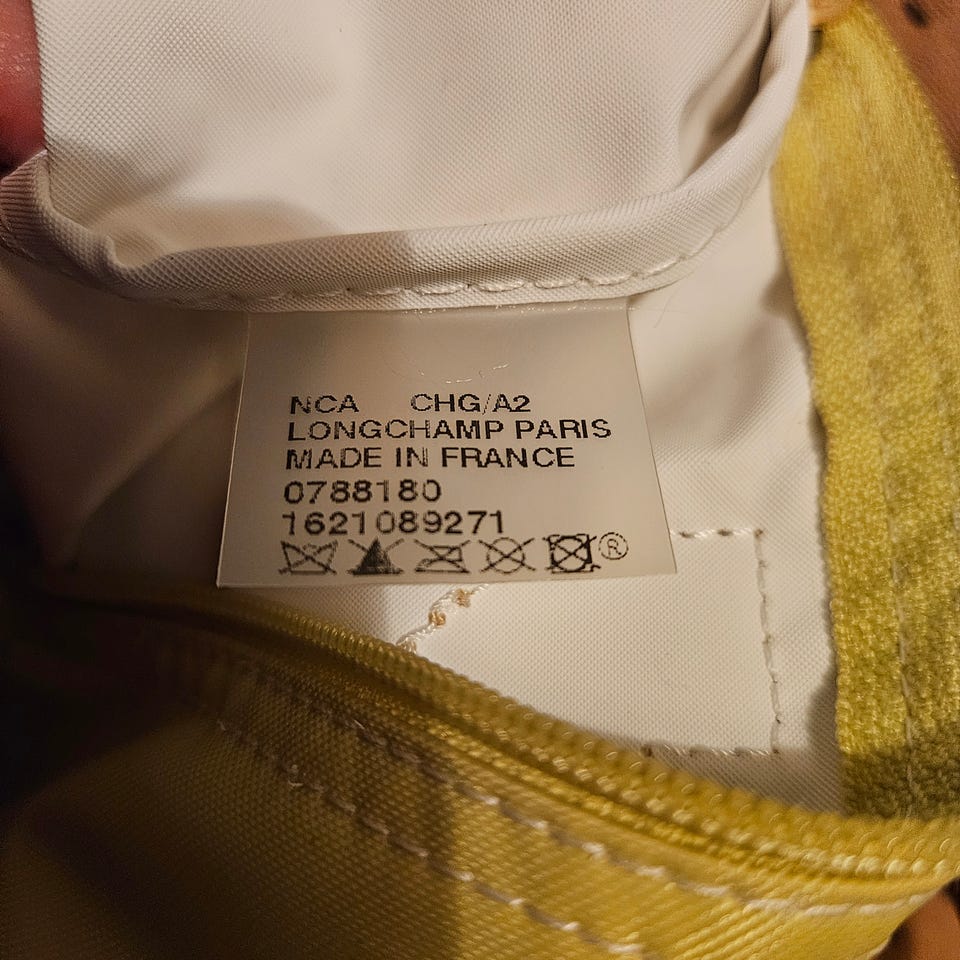 NCA CHG/A2
LONGCHAMP PARIS
MADE IN FRANCE
0788180
1621089271
®